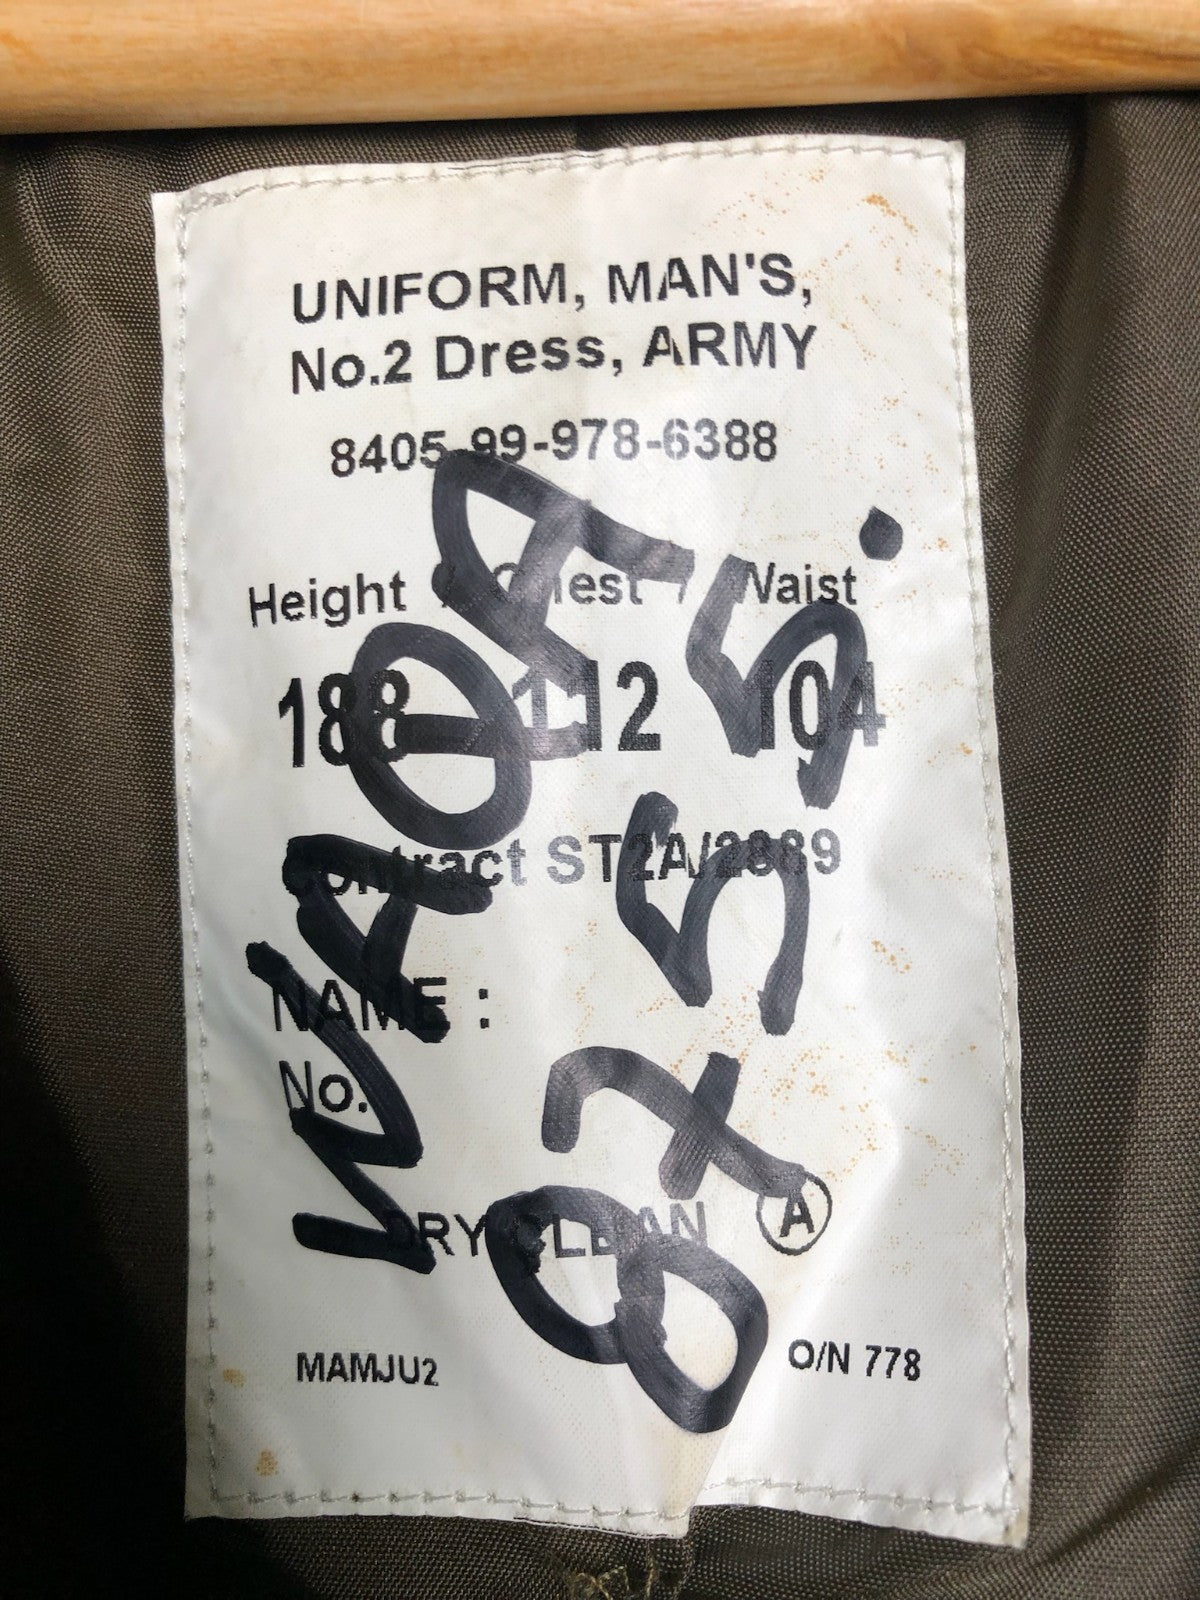 UNIFORM, MAN'S,
No.2 Dress, ARMY
8405-99-978-6388
Height / Chest / Waist
188 112 104
Contract ST2A/2889
NAME :
No.
DRY CLEAN A
MAMJU2 O/N 778
8755.